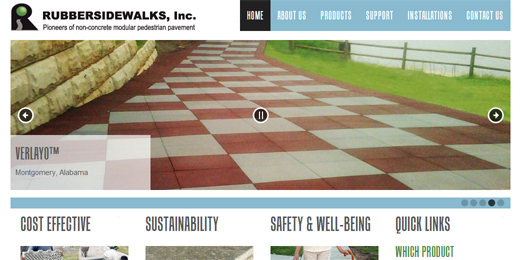 RUBBERSIDEWALKS, Inc.
Pioneers of non-concrete modular pedestrian pavement
HOME ABOUT US PRODUCTS SUPPORT INSTALLATIONS CONTACT US
VERLAYO™
Montgomery, Alabama
COST EFFECTIVE SUSTAINABILITY SAFETY & WELL-BEING QUICK LINKS
WHICH PRODUCT